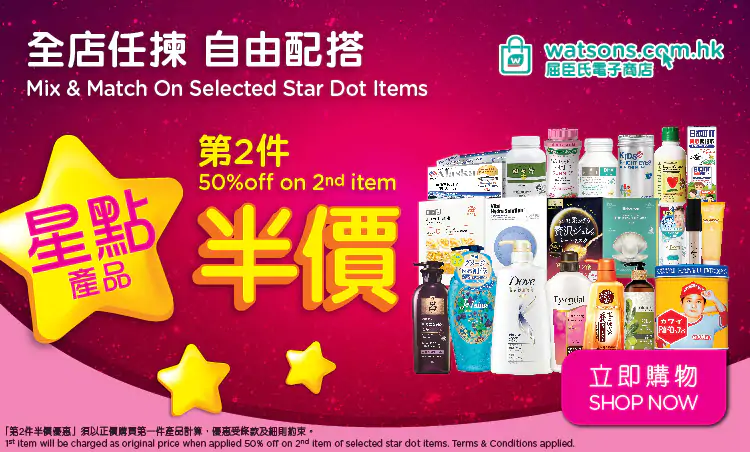 全店任揀 自由配搭
Mix & Match On Selected Star Dot Items
watsons.com.hk
屈臣氏電子商店
第2件
50%off on 2nd item
半價
星點
產品
Dove
Essential
立即購物
SHOP NOW
「第2件半價優惠」須以正價購買第一件產品計算，優惠受條款及細則約束。
1st item will be charged as original price when applied 50% off on 2nd item of selected star dot items. Terms & Conditions applied.